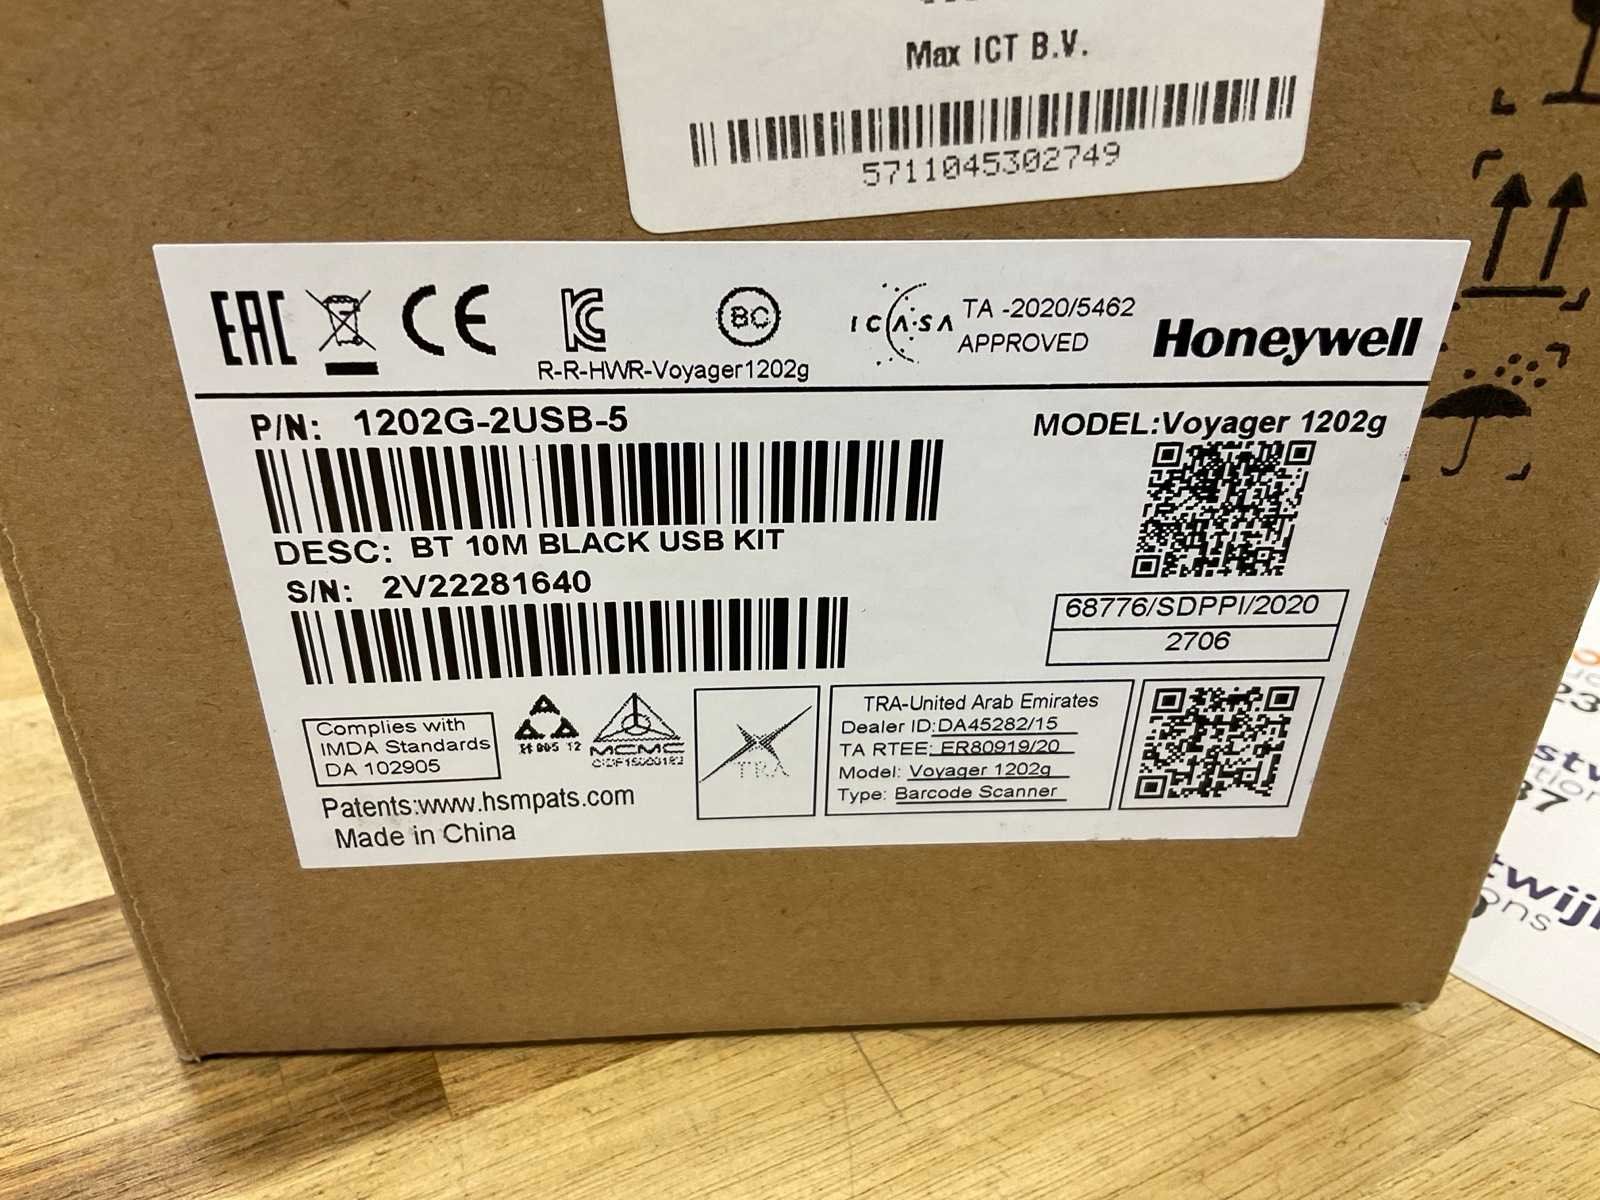 Max ICT B.V.
5711045302749
EAC CE
R-R-HWR-Voyager1202g
BC
ICASA TA -2020/5462
APPROVED
Honeywell
P/N: 1202G-2USB-5
MODEL:Voyager 1202g
DESC: BT 10M BLACK USB KIT
S/N: 2V22281640
68776/SDPPI/2020
2706
Complies with
IMDA Standards
DA 102905
MCMC
TRA
TRA-United Arab Emirates
Dealer ID:DA45282/15
TA RTEE: ER80919/20
Model: Voyager 1202g
Type: Barcode Scanner
Patents:www.hsmpats.com
Made in China